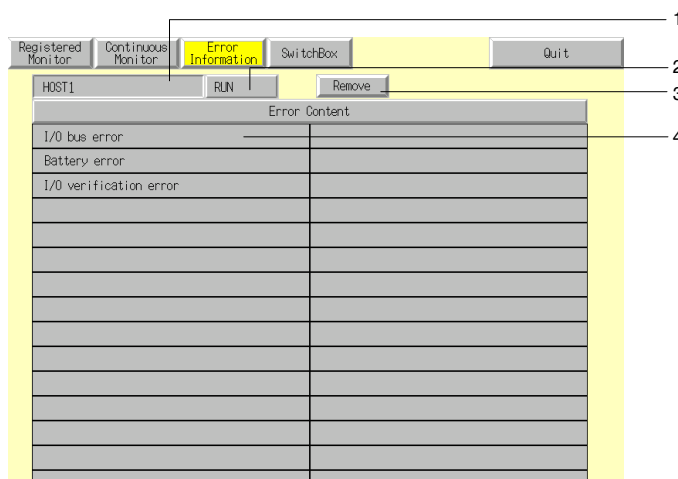 1
Registered Monitor
Continuous Monitor
Error Information
SwitchBox
Quit
2
HOST1
RUN
Remove
3
Error Content
I/O bus error
4
Battery error
I/O verification error